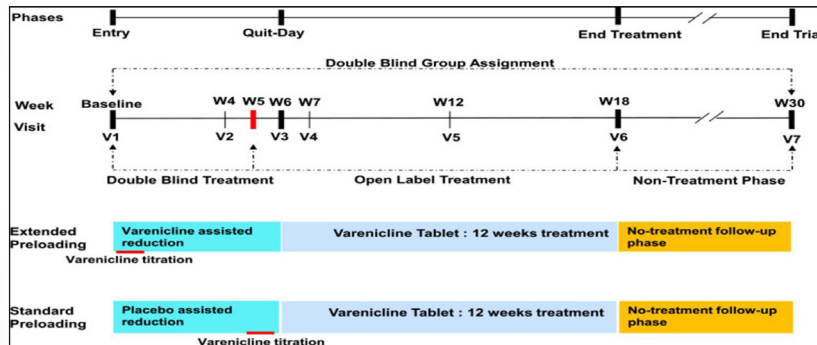 Phases
Entry Quit-Day End Treatment End Tria
Double Blind Group Assignment
Week Baseline W4 W5 W6 W7 W12 W18 W30
Visit V1 V2 V3 V4 V5 V6 V7
Double Blind Treatment Open Label Treatment Non-Treatment Phase
Extended Preloading
Varenicline assisted reduction
Varenicline Tablet : 12 weeks treatment
No-treatment follow-up phase
Varenicline titration
Standard Preloading
Placebo assisted reduction
Varenicline Tablet : 12 weeks treatment
No-treatment follow-up phase
Varenicline titration